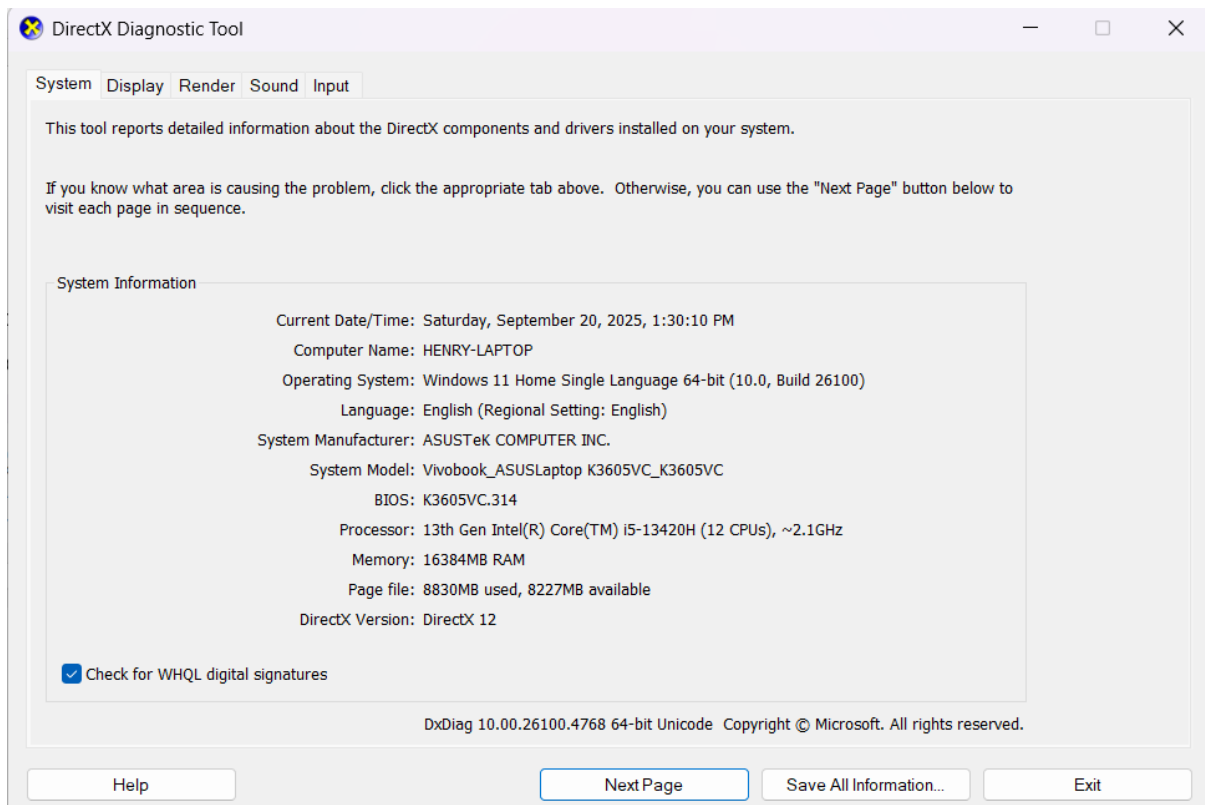 DirectX Diagnostic Tool
System Display Render Sound Input
This tool reports detailed information about the DirectX components and drivers installed on your system.
If you know what area is causing the problem, click the appropriate tab above.  Otherwise, you can use the "Next Page" button below to
visit each page in sequence.
System Information
Current Date/Time: Saturday, September 20, 2025, 1:30:10 PM
Computer Name: HENRY-LAPTOP
Operating System: Windows 11 Home Single Language 64-bit (10.0, Build 26100)
Language: English (Regional Setting: English)
System Manufacturer: ASUSTeK COMPUTER INC.
System Model: Vivobook_ASUSLaptop K3605VC_K3605VC
BIOS: K3605VC.314
Processor: 13th Gen Intel(R) Core(TM) i5-13420H (12 CPUs), ~2.1GHz
Memory: 16384MB RAM
Page file: 8830MB used, 8227MB available
DirectX Version: DirectX 12
Check for WHQL digital signatures
DxDiag 10.00.26100.4768 64-bit Unicode  Copyright © Microsoft. All rights reserved.
Help Next Page Save All Information... Exit